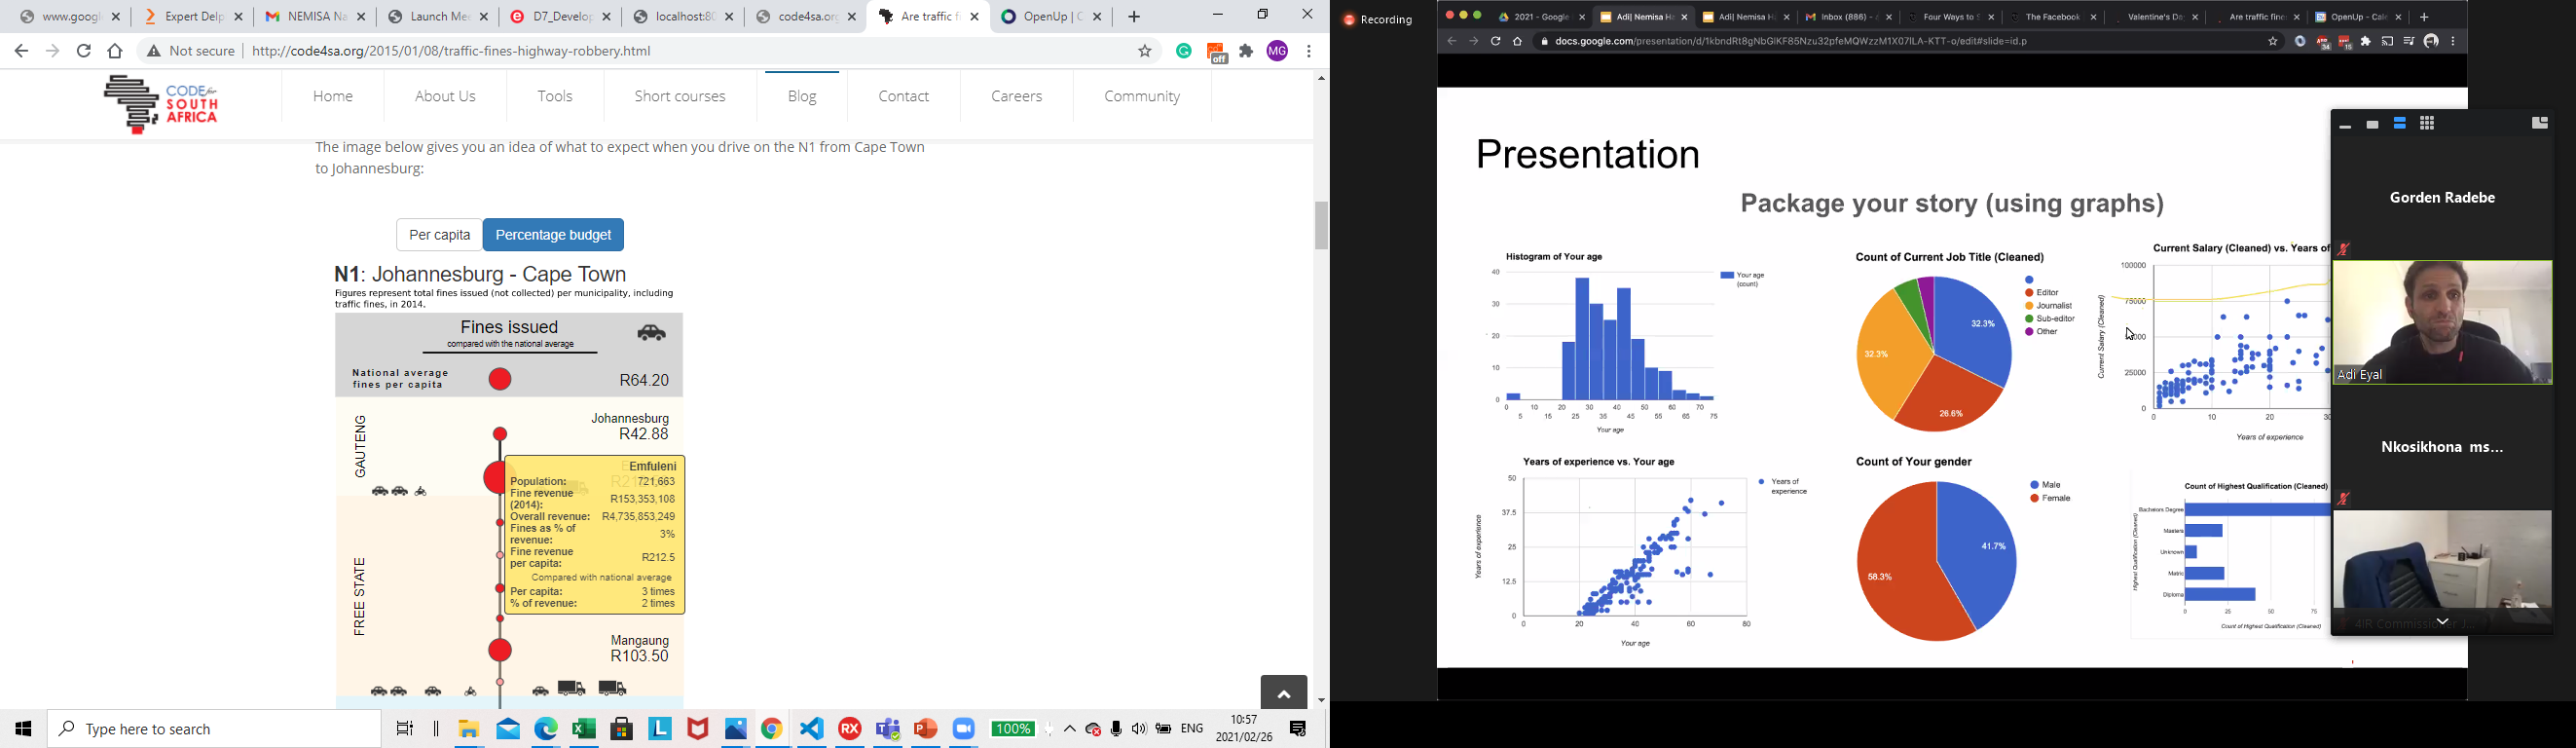 www.googl
Expert Delp
NEMISA Na
Launch Mee
D7_Develop
localhost:80
code4sa.org
Are traffic fi
OpenUp | C
Not secure
http://code4sa.org/2015/01/08/traffic-fines-highway-robbery.html
off
MG
CODE for
SOUTH
AFRICA
Home
About Us
Tools
Short courses
Blog
Contact
Careers
Community
The image below gives you an idea of what to expect when you drive on the N1 from Cape Town
to Johannesburg:
Per capita
Percentage budget
N1: Johannesburg - Cape Town
Figures represent total fines issued (not collected) per municipality, including
traffic fines, in 2014.
Fines issued
compared with the national average
National average
fines per capita
R64.20
GAUTENG
Johannesburg
R42.88
Emfuleni
Population: 721,663
Fine revenue
(2014): R153,353,108
Overall revenue: R4,735,853,249
Fines as % of
revenue: 3%
Fine revenue
per capita: R212.5
Compared with national average
Per capita: 3 times
% of revenue: 2 times
FREE STATE
Mangaung
R103.50
Type here to search
100%
ENG
10:57
2021/02/26
Recording
2021 - Google
Adi| Nemisa H
Adi| Nemisa H
Inbox (886) -
Four Ways to S
The Facebook
Valentine's Da
Are traffic fine
OpenUp - Cal
docs.google.com/presentation/d/1kbndRt8gNbGlKF85Nzu32pfeMQWzzM1X07ILA-KTT-o/edit#slide=id.p
Presentation
Package your story (using graphs)
Histogram of Your age
Your age
(count)
40
30
20
10
0
0 10 20 30 40 50 60 70
5 15 25 35 45 55 65 75
Your age
Count of Current Job Title (Cleaned)
Editor
Journalist
Sub-editor
Other
32.3%
32.3%
26.6%
Current Salary (Cleaned) vs. Years of
100000
75000
25000
0
0 10 20 30
Current Salary (Cleaned)
Years of experience
Years of experience vs. Your age
Years of
experience
50
37.5
25
12.5
0
0 20 40 60 80
Years of experience
Your age
Count of Your gender
Male
Female
41.7%
58.3%
Count of Highest Qualification (Cleaned)
Bachelors Degree
Masters
Unknown
Matric
Diploma
0 25 50 75
Highest Qualification (Cleaned)
Count of Highest Qualification (Cleaned)
Gorden Radebe
Adi Eyal
Nkosikhona ms...
4IR Commissioner J...